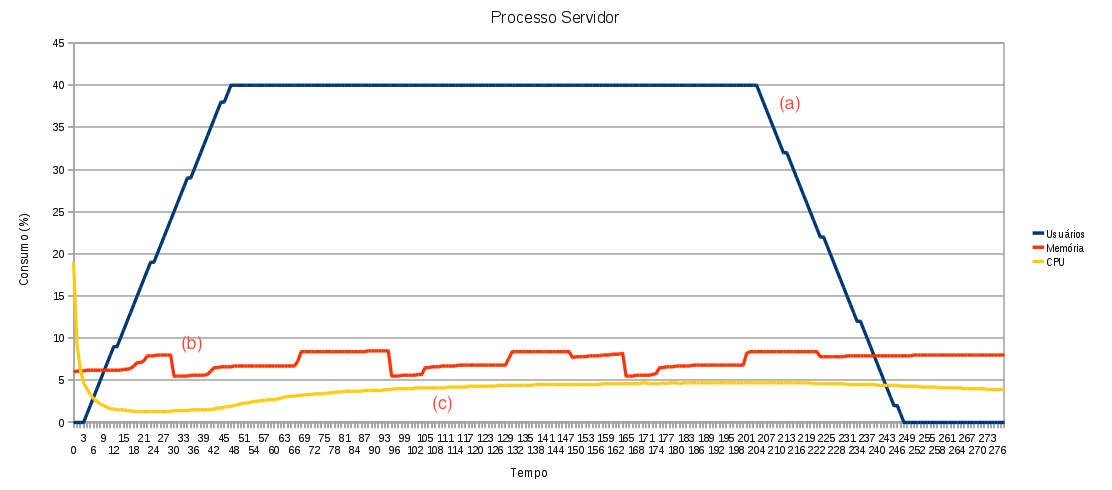 Processo Servidor
45
40
(a)
35
30
25
Consumo (%)
Usuários
Memória
CPU
20
15
10
(b)
5
(c)
0
3 9 15 21 27 33 39 45 51 57 63 69 75 81 87 93 99 105 111 117 123 129 135 141 147 153 159 165 171 177 183 189 195 201 207 213 219 225 231 237 243 249 255 261 267 273
0 6 12 18 24 30 36 42 48 54 60 66 72 78 84 90 96 102 108 114 120 126 132 138 144 150 156 162 168 174 180 186 192 198 204 210 216 222 228 234 240 246 252 258 264 270 276
Tempo